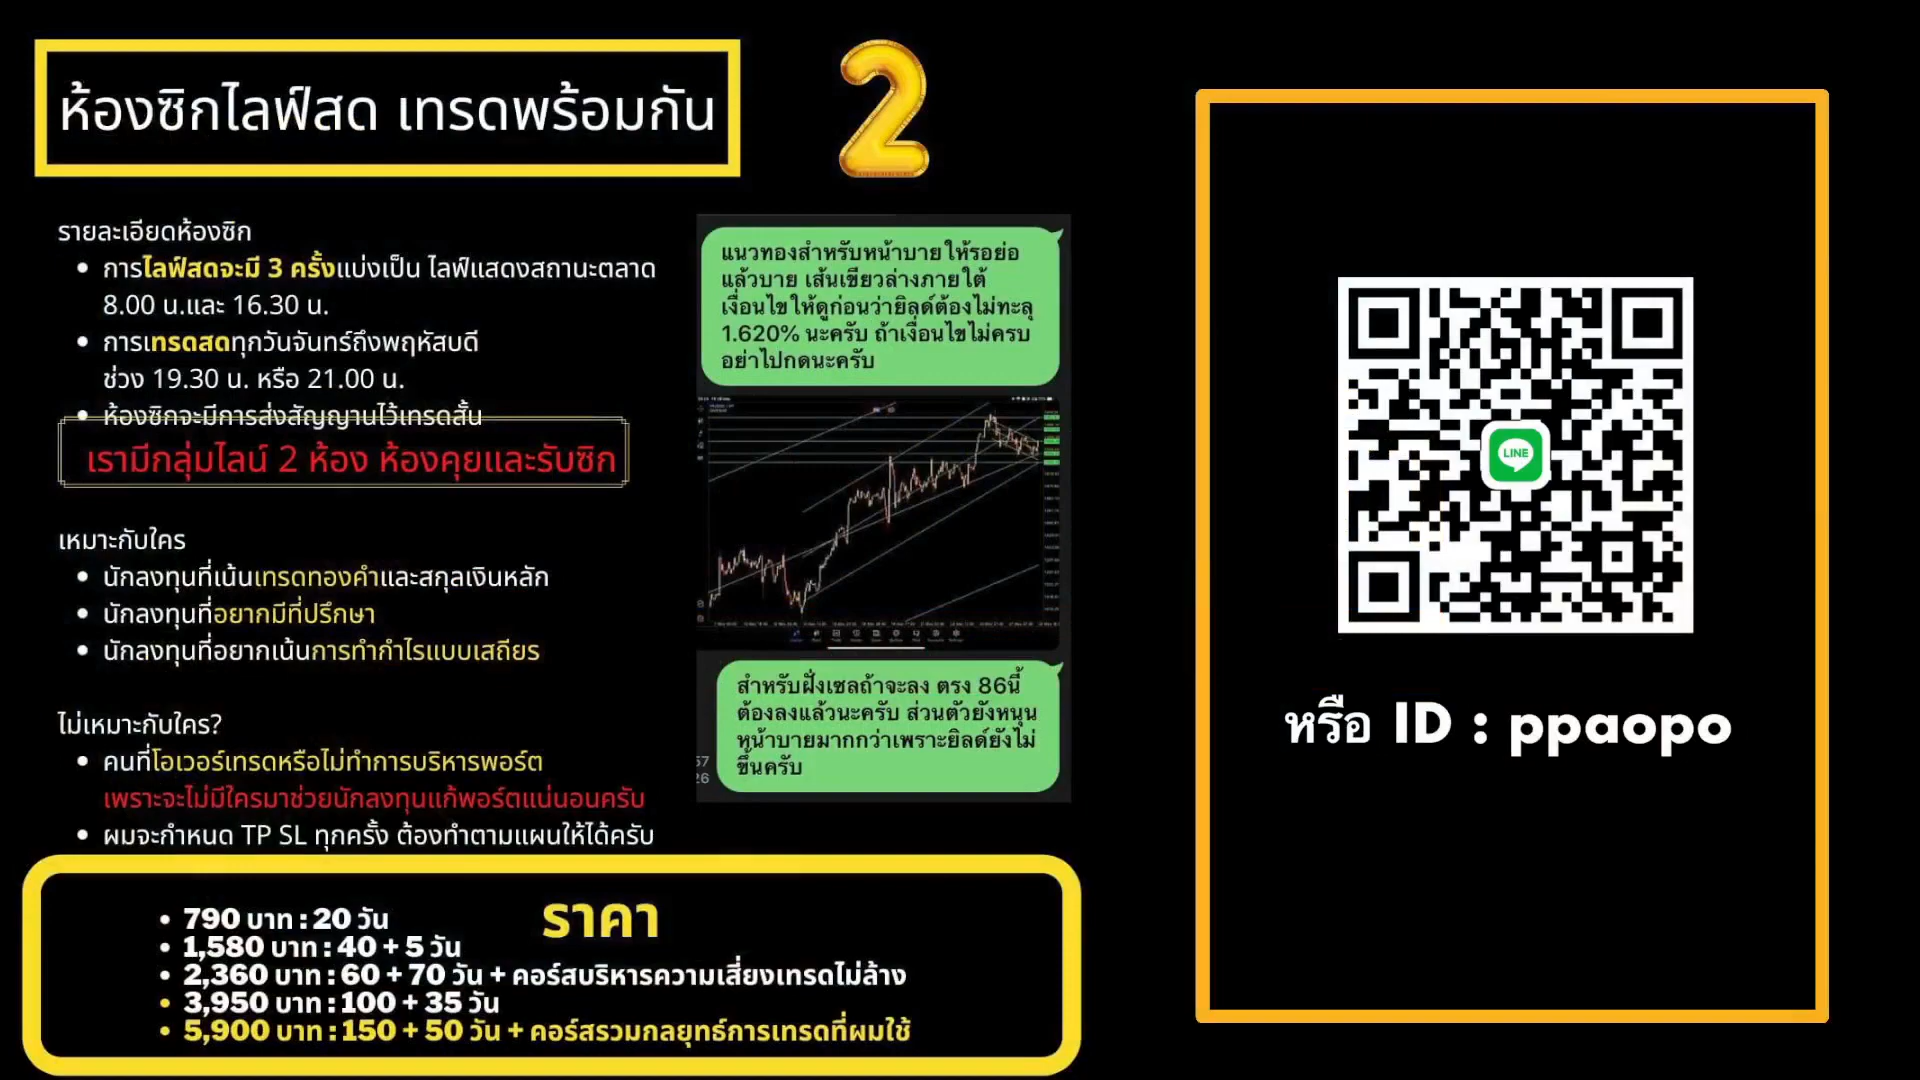 ห้องซิกไลฟ์สด เทรดพร้อมกัน
2
รายละเอียดห้องซิก
• การไลฟ์สดจะมี 3 ครั้งแบ่งเป็น ไลฟ์แสดงสถานะตลาด
8.00 น.และ 16.30 น.
• การเทรดสดทุกวันจันทร์ถึงพฤหัสบดี
ช่วง 19.30 น. หรือ 21.00 น.
• ห้องซิกจะมีการส่งสัญญานไว้เทรดสั้น
เรามีกลุ่มไลน์ 2 ห้อง ห้องคุยและรับซิก
เหมาะกับใคร
• นักลงทุนที่เน้นเทรดทองคำและสกุลเงินหลัก
• นักลงทุนที่อยากมีที่ปรึกษา
• นักลงทุนที่อยากเน้นการทำกำไรแบบเสถียร
ไม่เหมาะกับใคร?
• คนที่โอเวอร์เทรดหรือไม่ทำการบริหารพอร์ต
เพราะจะไม่มีใครมาช่วยนักลงทุนแก้พอร์ตแน่นอนครับ
• ผมจะกำหนด TP SL ทุกครั้ง ต้องทำตามแผนให้ได้ครับ
แนวทองสำหรับหน้าบายให้รอย่อ
แล้วบาย เส้นเขียวล่างภายใต้
เงื่อนไขให้ดูก่อนว่ายิลด์ต้องไม่ทะลุ
1.620% นะครับ ถ้าเงื่อนไขไม่ครบ
อย่าไปกดนะครับ
สำหรับฝั่งเซลถ้าจะลง ตรง 86นี้
ต้องลงแล้วนะครับ ส่วนตัวยังหนุน
หน้าบายมากกว่าเพราะยิลด์ยังไม่
ขึ้นครับ
ราคา
• 790 บาท : 20 วัน
• 1,580 บาท : 40 + 5 วัน
• 2,360 บาท : 60 + 70 วัน + คอร์สบริหารความเสี่ยงเทรดไม่ล้าง
• 3,950 บาท : 100 + 35 วัน
• 5,900 บาท : 150 + 50 วัน + คอร์สรวมกลยุทธ์การเทรดที่ผมใช้
LINE
หรือ ID : ppaopo